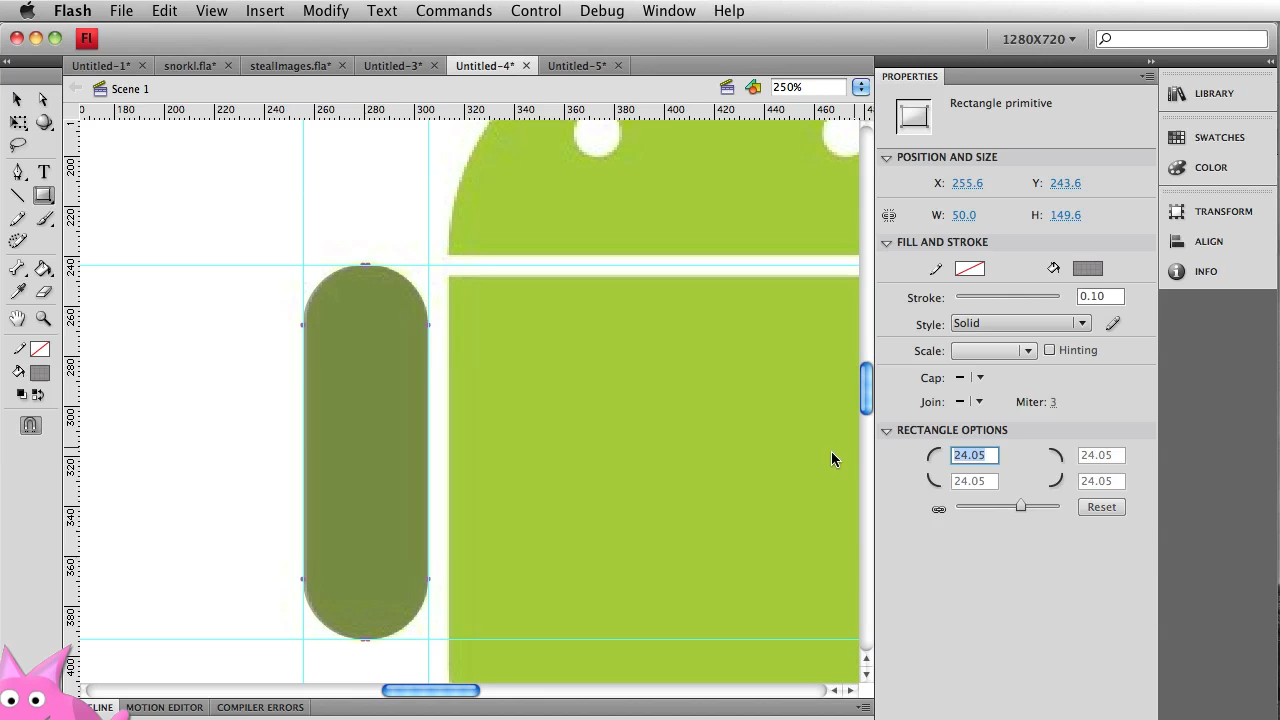 Flash File Edit View Insert Modify Text Commands Control Debug Window Help
Fl 1280X720
Untitled-1* snorkl.fla* stealImages.fla* Untitled-3* Untitled-4* Untitled-5*
Scene 1 250%
180 200 220 240 260 280 300 320 340 360 380 400 420 440 460
200
220
240
260
280
300
320
340
360
380
400
MOTION EDITOR COMPILER ERRORS
PROPERTIES
Rectangle primitive
POSITION AND SIZE
X: 255.6 Y: 243.6
W: 50.0 H: 149.6
FILL AND STROKE
Stroke: 0.10
Style: Solid
Scale: Hinting
Cap:
Join: Miter: 3
RECTANGLE OPTIONS
24.05 24.05
24.05 24.05
Reset
LIBRARY
SWATCHES
COLOR
TRANSFORM
ALIGN
INFO